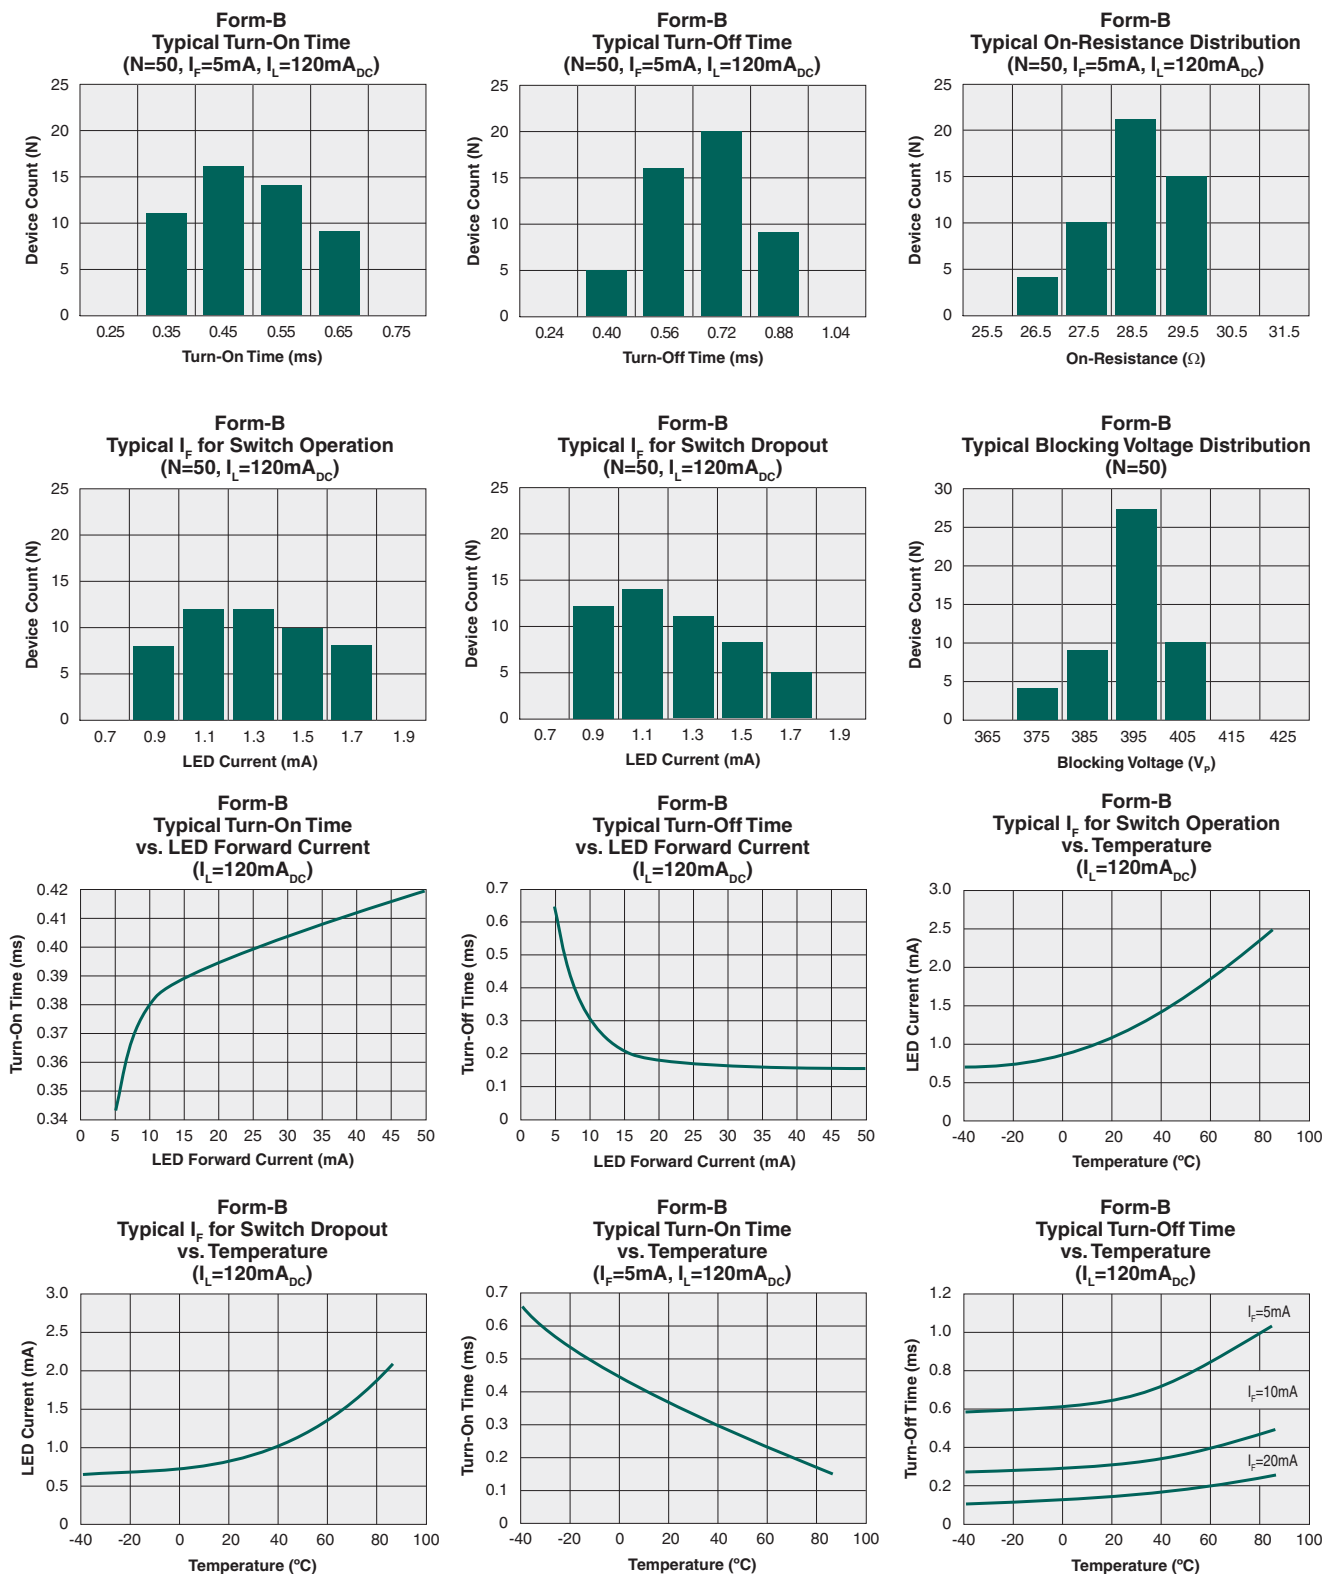 Form-B
Typical Turn-On Time
(N=50, IF=5mA, IL=120mADC)
25
20
15
10
5
0
Device Count (N)
0.25 0.35 0.45 0.55 0.65 0.75
Turn-On Time (ms)
Form-B
Typical Turn-Off Time
(N=50, IF=5mA, IL=120mADC)
25
20
15
10
5
0
Device Count (N)
0.24 0.40 0.56 0.72 0.88 1.04
Turn-Off Time (ms)
Form-B
Typical On-Resistance Distribution
(N=50, IF=5mA, IL=120mADC)
25
20
15
10
5
0
Device Count (N)
25.5 26.5 27.5 28.5 29.5 30.5 31.5
On-Resistance (Ω)
Form-B
Typical IF for Switch Operation
(N=50, IL=120mADC)
25
20
15
10
5
0
Device Count (N)
0.7 0.9 1.1 1.3 1.5 1.7 1.9
LED Current (mA)
Form-B
Typical IF for Switch Dropout
(N=50, IL=120mADC)
25
20
15
10
5
0
Device Count (N)
0.7 0.9 1.1 1.3 1.5 1.7 1.9
LED Current (mA)
Form-B
Typical Blocking Voltage Distribution
(N=50)
30
25
20
15
10
5
0
Device Count (N)
365 375 385 395 405 415 425
Blocking Voltage (VP)
Form-B
Typical Turn-On Time
vs. LED Forward Current
(IL=120mADC)
0.42
0.41
0.40
0.39
0.38
0.37
0.36
0.35
0.34
Turn-On Time (ms)
0 5 10 15 20 25 30 35 40 45 50
LED Forward Current (mA)
Form-B
Typical Turn-Off Time
vs. LED Forward Current
(IL=120mADC)
0.7
0.6
0.5
0.4
0.3
0.2
0.1
0
Turn-Off Time (ms)
0 5 10 15 20 25 30 35 40 45 50
LED Forward Current (mA)
Form-B
Typical IF for Switch Operation
vs. Temperature
(IL=120mADC)
3.0
2.5
2.0
1.5
1.0
0.5
0
LED Current (mA)
-40 -20 0 20 40 60 80 100
Temperature (ºC)
Form-B
Typical IF for Switch Dropout
vs. Temperature
(IL=120mADC)
3.0
2.5
2.0
1.5
1.0
0.5
0
LED Current (mA)
-40 -20 0 20 40 60 80 100
Temperature (ºC)
Form-B
Typical Turn-On Time
vs. Temperature
(IF=5mA, IL=120mADC)
0.7
0.6
0.5
0.4
0.3
0.2
0.1
0
Turn-On Time (ms)
-40 -20 0 20 40 60 80 100
Temperature (ºC)
Form-B
Typical Turn-Off Time
vs. Temperature
(IL=120mADC)
1.2
1.0
0.8
0.6
0.4
0.2
0
Turn-Off Time (ms)
IF=5mA
IF=10mA
IF=20mA
-40 -20 0 20 40 60 80 100
Temperature (ºC)